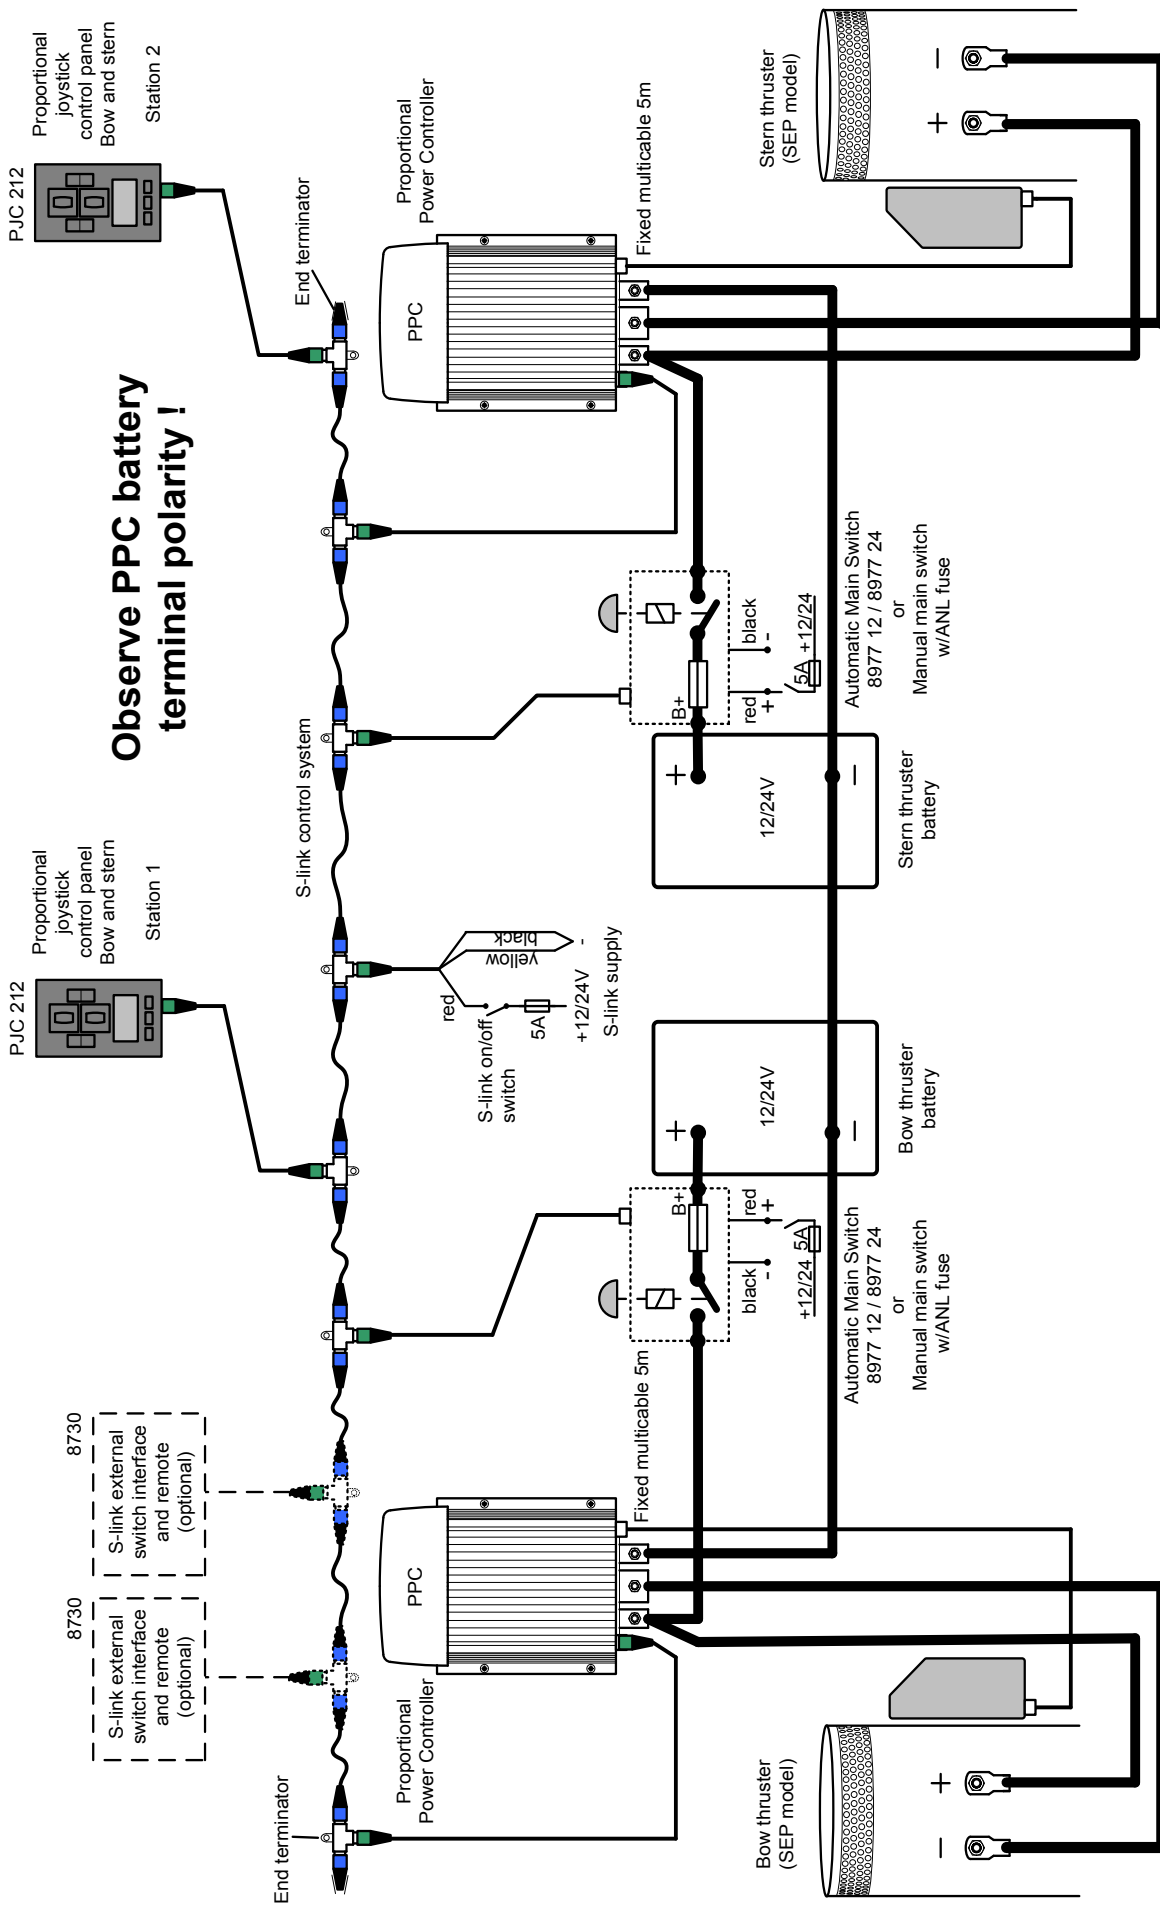 8730
S-link external
switch interface
and remote
(optional)
8730
S-link external
switch interface
and remote
(optional)
PJC 212
Proportional
joystick
control panel
Bow and stern
Station 1
PJC 212
Proportional
joystick
control panel
Bow and stern
Station 2
Observe PPC battery
terminal polarity !
End terminator
S-link control system
End terminator
Proportional
Power Controller
PPC
Fixed multicable 5m
red
yellow
black
S-link on/off
switch
5A
+12/24V
-
S-link supply
Proportional
Power Controller
PPC
Fixed multicable 5m
B+
black
-
red
+
+12/24
5A
Automatic Main Switch
8977 12 / 8977 24
or
Manual main switch
w/ANL fuse
+
12/24V
-
Bow thruster
battery
+
12/24V
-
Stern thruster
battery
B+
red
+
black
-
5A
+12/24
Automatic Main Switch
8977 12 / 8977 24
or
Manual main switch
w/ANL fuse
Bow thruster
(SEP model)
-
+
Stern thruster
(SEP model)
+
-